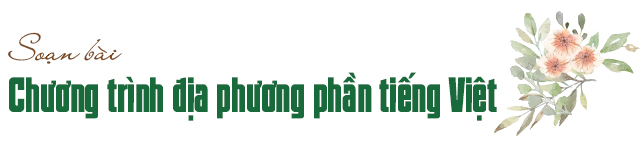 Soạn bài
Chương trình địa phương phần tiếng Việt